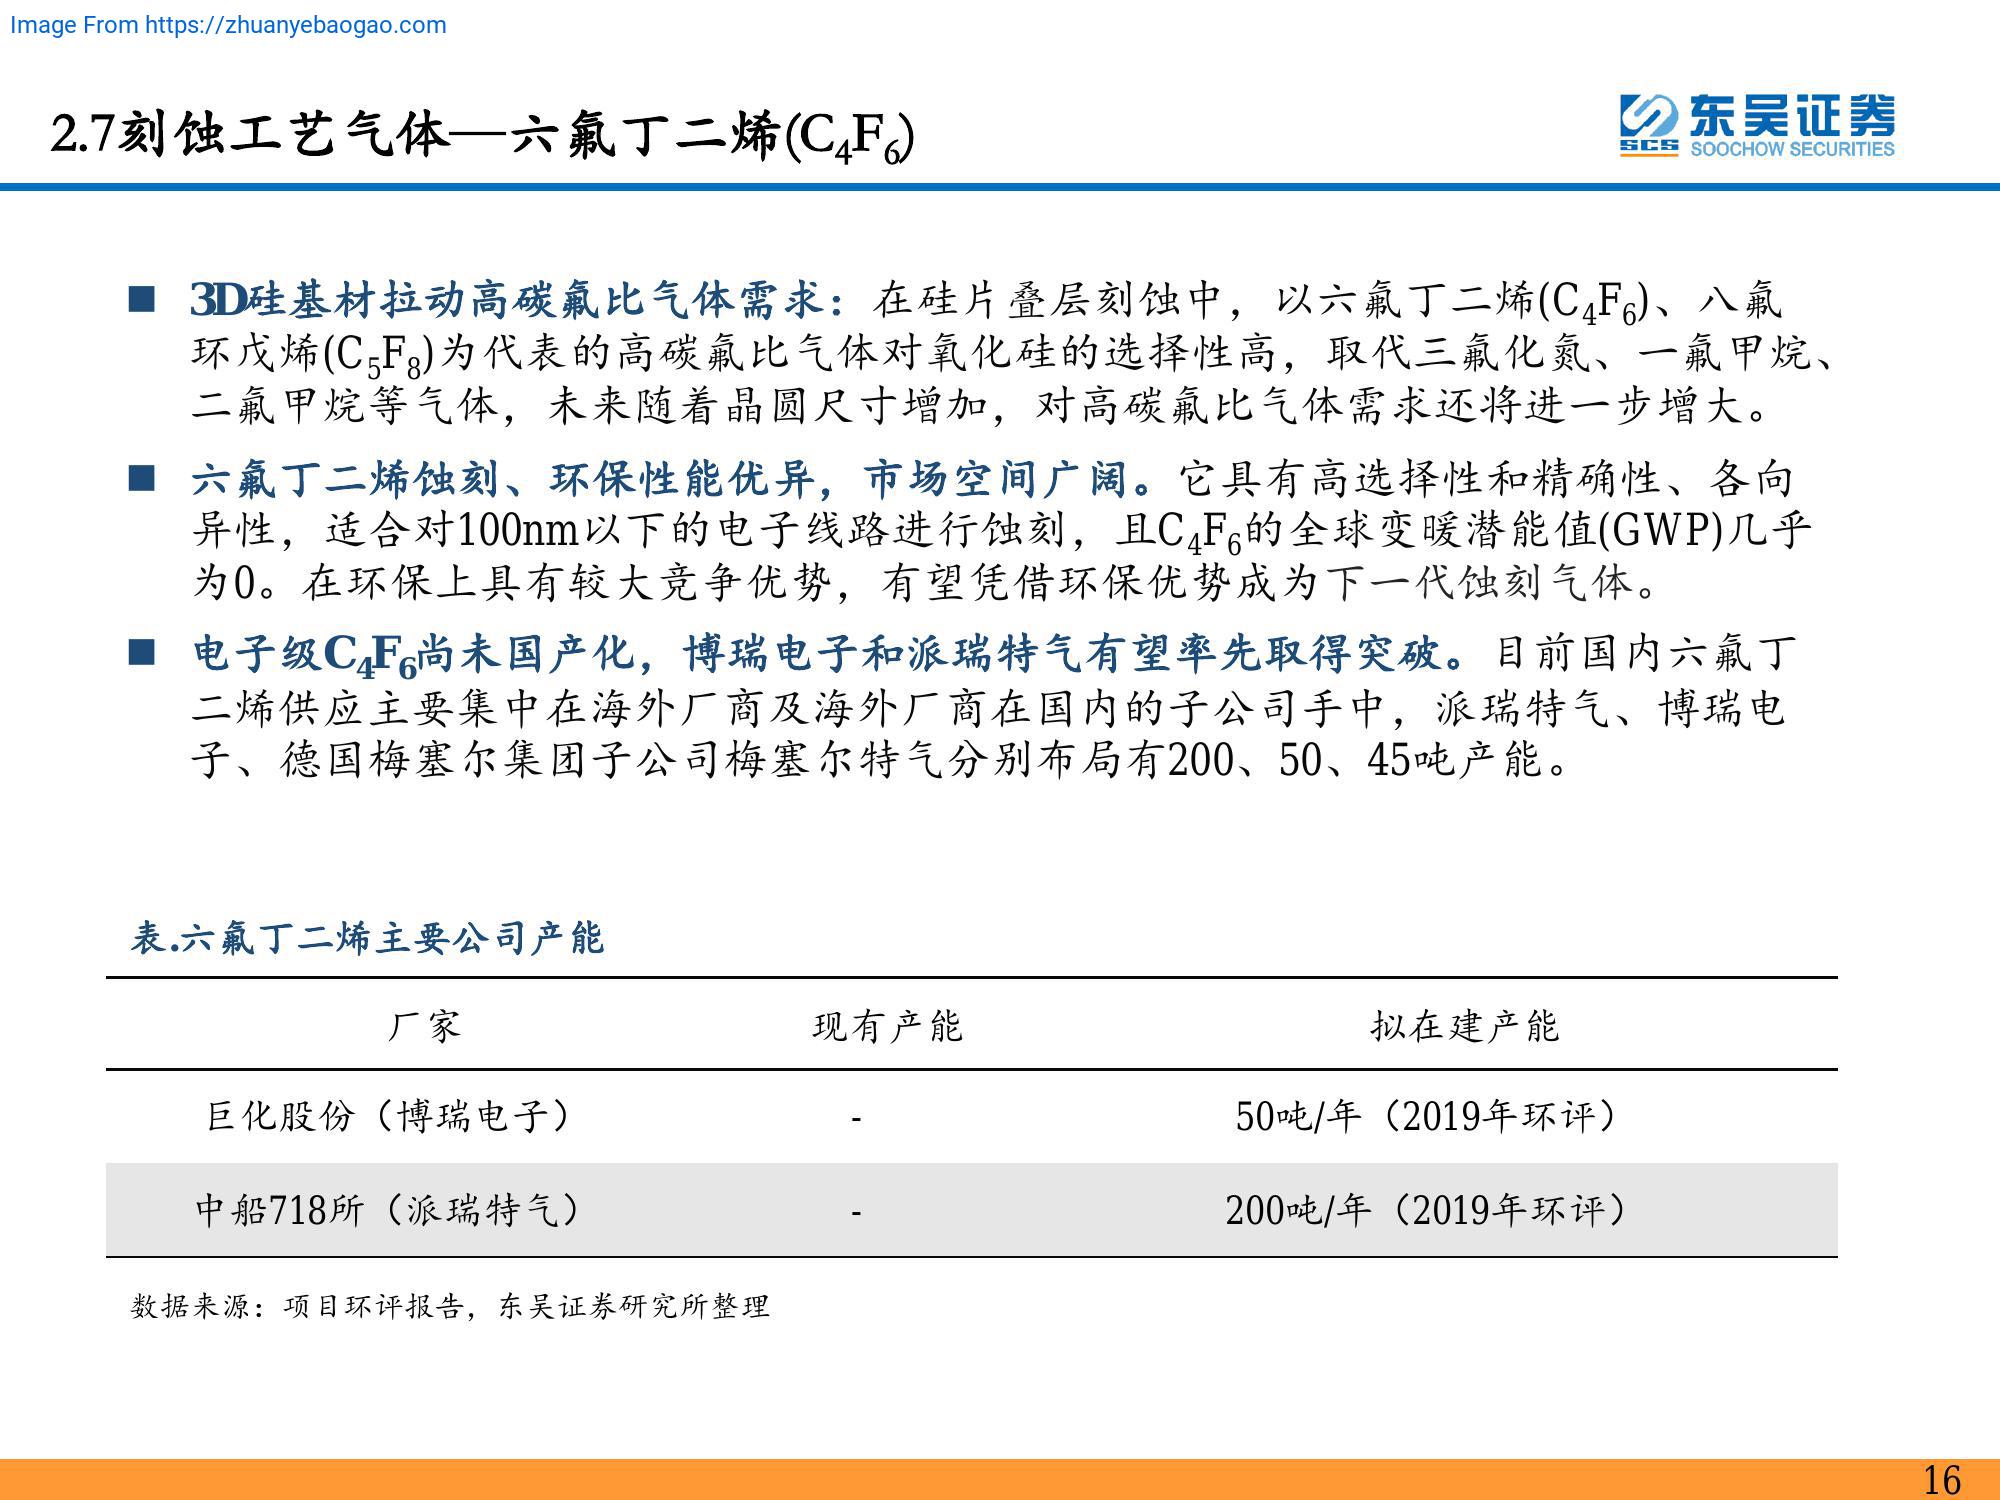 Image From https://zhuanyebaogao.com
2.7刻蚀工艺气体—六氟丁二烯(C4F6)
东吴证券
SCS
SOOCHOW SECURITIES
■ 3D硅基材拉动高碳氟比气体需求：在硅片叠层刻蚀中，以六氟丁二烯(C4F6)、八氟
环戊烯(C5F8)为代表的高碳氟比气体对氧化硅的选择性高，取代三氟化氮、一氟甲烷、
二氟甲烷等气体，未来随着晶圆尺寸增加，对高碳氟比气体需求还将进一步增大。
■ 六氟丁二烯蚀刻、环保性能优异，市场空间广阔。它具有高选择性和精确性、各向
异性，适合对100nm以下的电子线路进行蚀刻，且C4F6的全球变暖潜能值(GWP)几乎
为0。在环保上具有较大竞争优势，有望凭借环保优势成为下一代蚀刻气体。
■ 电子级C4F6尚未国产化，博瑞电子和派瑞特气有望率先取得突破。目前国内六氟丁
二烯供应主要集中在海外厂商及海外厂商在国内的子公司手中，派瑞特气、博瑞电
子、德国梅塞尔集团子公司梅塞尔特气分别布局有200、50、45吨产能。
表.六氟丁二烯主要公司产能
厂家 现有产能 拟在建产能
巨化股份（博瑞电子） - 50吨/年（2019年环评）
中船718所（派瑞特气） - 200吨/年（2019年环评）
数据来源：项目环评报告，东吴证券研究所整理
16